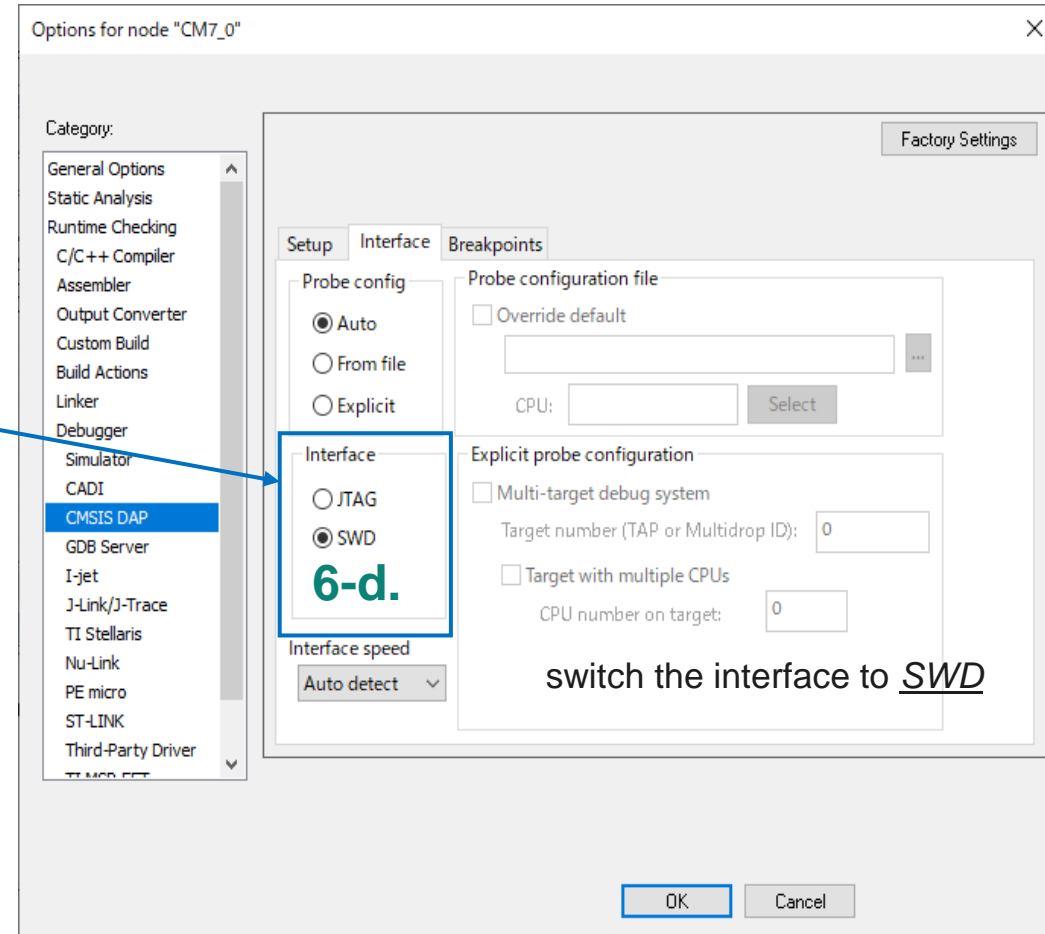 Options for node "CM7_0"
Category:
Factory Settings
General Options
Static Analysis
Runtime Checking
C/C++ Compiler
Assembler
Output Converter
Custom Build
Build Actions
Linker
Debugger
Simulator
CADI
CMSIS DAP
GDB Server
I-jet
J-Link/J-Trace
TI Stellaris
Nu-Link
PE micro
ST-LINK
Third-Party Driver
TI MSP-FET
Setup Interface Breakpoints
Probe config
Auto
From file
Explicit
Probe configuration file
Override default
...
CPU: Select
Interface
JTAG
SWD
6-d.
Explicit probe configuration
Multi-target debug system
Target number (TAP or Multidrop ID): 0
Target with multiple CPUs
CPU number on target: 0
Interface speed
Auto detect
switch the interface to SWD
OK Cancel